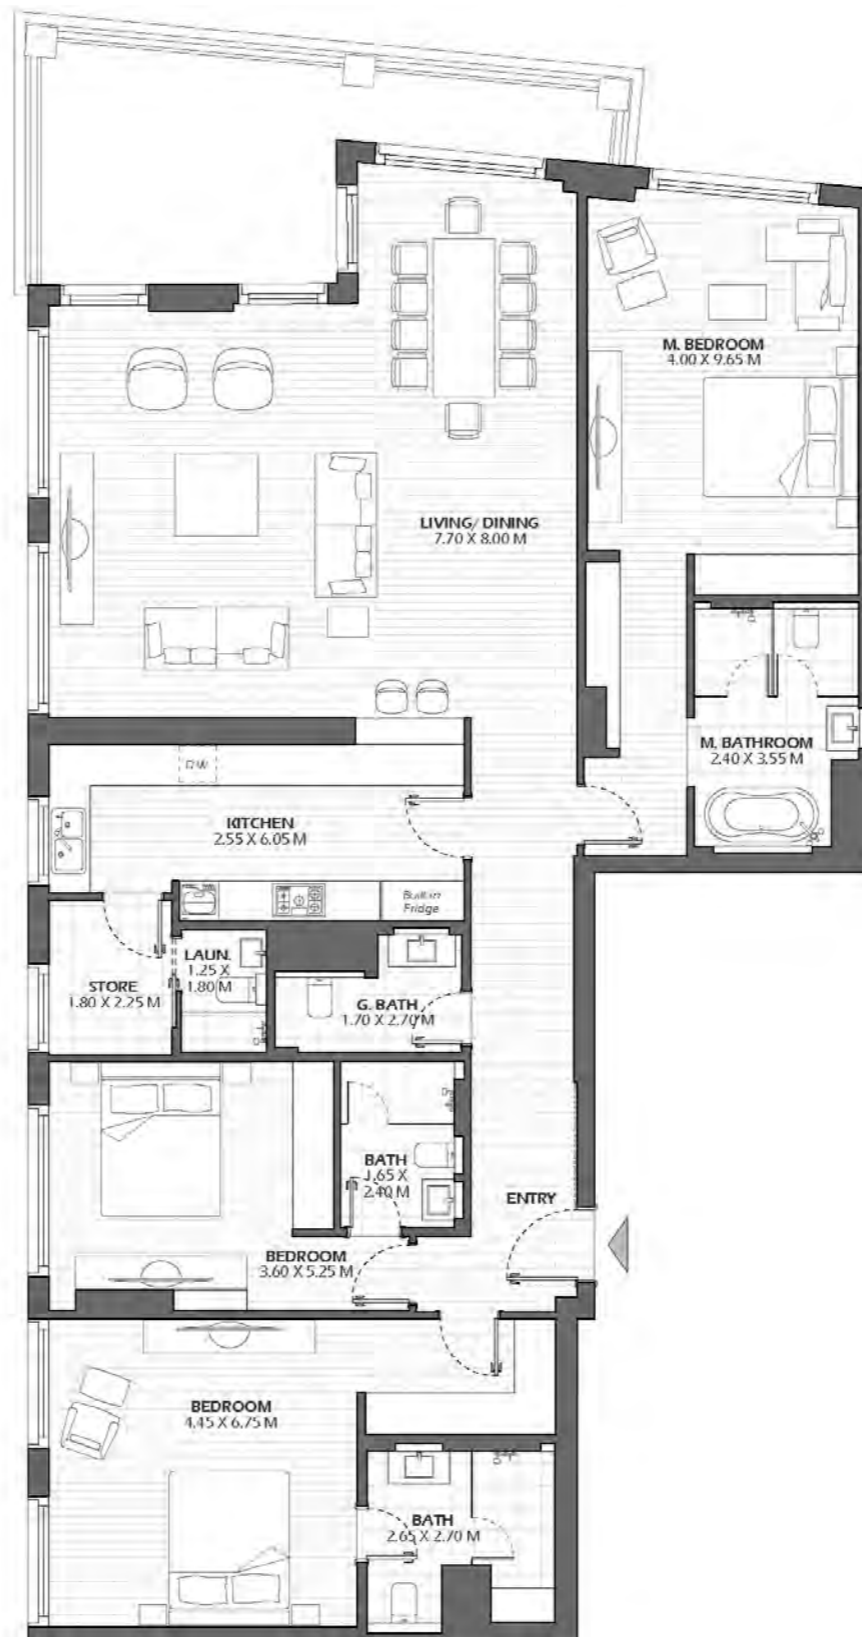 M. BEDROOM
4.00 X 9.65 M
LIVING/ DINING
7.70 X 8.00 M
M. BATHROOM
2.40 X 3.55 M
D.W
KITCHEN
2.55 X 6.05 M
Built in
Fridge
LAUN.
1.25 X
1.80 M
STORE
1.80 X 2.25 M
G. BATH
1.70 X 2.70 M
BATH
1.65 X
2.40 M
ENTRY
BEDROOM
3.60 X 5.25 M
BEDROOM
4.45 X 6.75 M
BATH
2.65 X 2.70 M